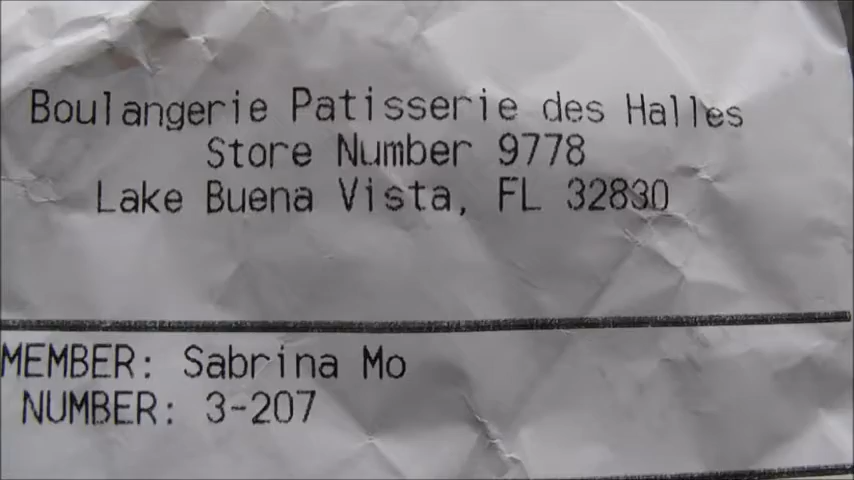 Boulangerie Patisserie des Halles
Store Number 9778
Lake Buena Vista, FL 32830
MEMBER: Sabrina Mo
NUMBER: 3-207